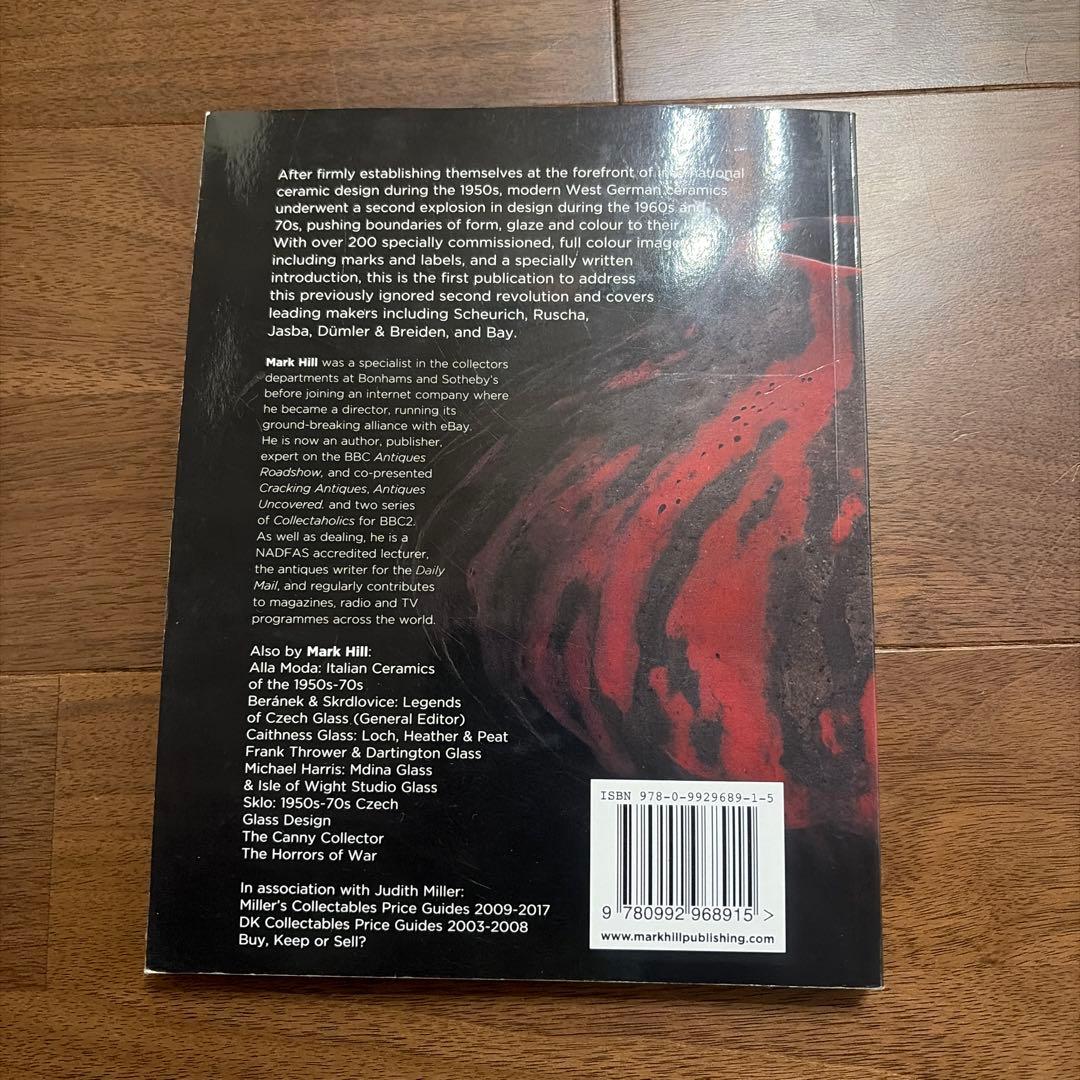 After firmly establishing themselves at the forefront of international
ceramic design during the 1950s, modern West German ceramics
underwent a second explosion in design during the 1960s and
70s, pushing boundaries of form, glaze and colour to their
With over 200 specially commissioned, full colour images
including marks and labels, and a specially written
introduction, this is the first publication to address
this previously ignored second revolution and covers
leading makers including Scheurich, Ruscha,
Jasba, Dümler & Breiden, and Bay.
Mark Hill was a specialist in the collectors
departments at Bonhams and Sotheby's
before joining an internet company where
he became a director, running its
ground-breaking alliance with eBay.
He is now an author, publisher,
expert on the BBC Antiques
Roadshow, and co-presented
Cracking Antiques, Antiques
Uncovered. and two series
of Collectaholics for BBC2.
As well as dealing, he is a
NADFAS accredited lecturer,
the antiques writer for the Daily
Mail, and regularly contributes
to magazines, radio and TV
programmes across the world.
Also by Mark Hill:
Alla Moda: Italian Ceramics
of the 1950s-70s
Beránek & Skrdlovice: Legends
of Czech Glass (General Editor)
Caithness Glass: Loch, Heather & Peat
Frank Thrower & Dartington Glass
Michael Harris: Mdina Glass
& Isle of Wight Studio Glass
Sklo: 1950s-70s Czech
Glass Design
The Canny Collector
The Horrors of War
In association with Judith Miller:
Miller's Collectables Price Guides 2009-2017
DK Collectables Price Guides 2003-2008
Buy, Keep or Sell?
ISBN 978-0-9929689-1-5
9 780992 968915 >
www.markhillpublishing.com